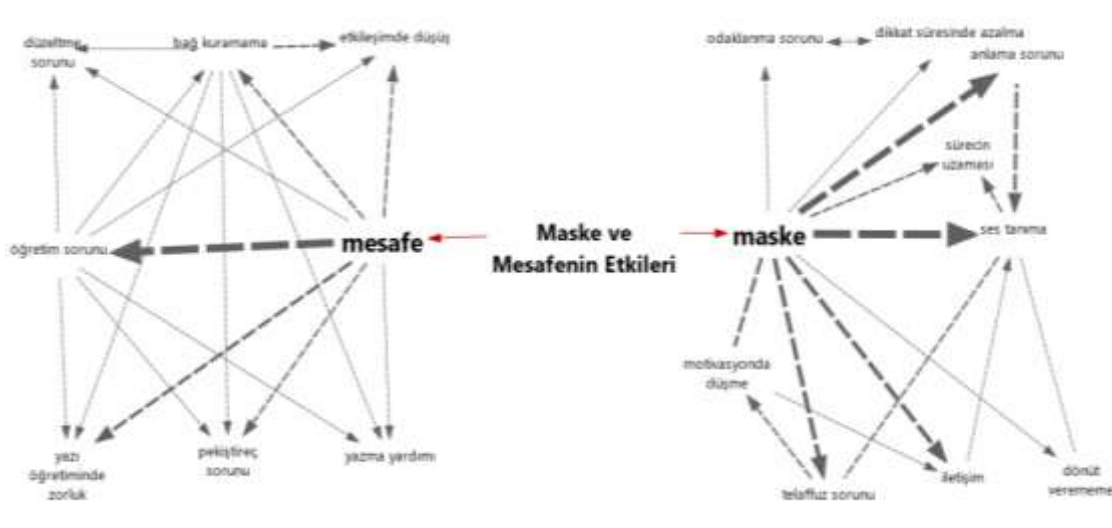 düzeltme
sorunu
bağ kuramama
etkileşimde düşüş
öğretim sorunu
mesafe
yazı
öğretiminde
zorluk
pekiştireç
sorunu
yazma yardımı
Maske ve
Mesafenin Etkileri
odaklanma sorunu
dikkat süresinde azalma
anlama sorunu
sürecin
uzaması
maske
ses tanıma
motivasyonda
düşme
telaffuz sorunu
iletişim
dönüt
verememe